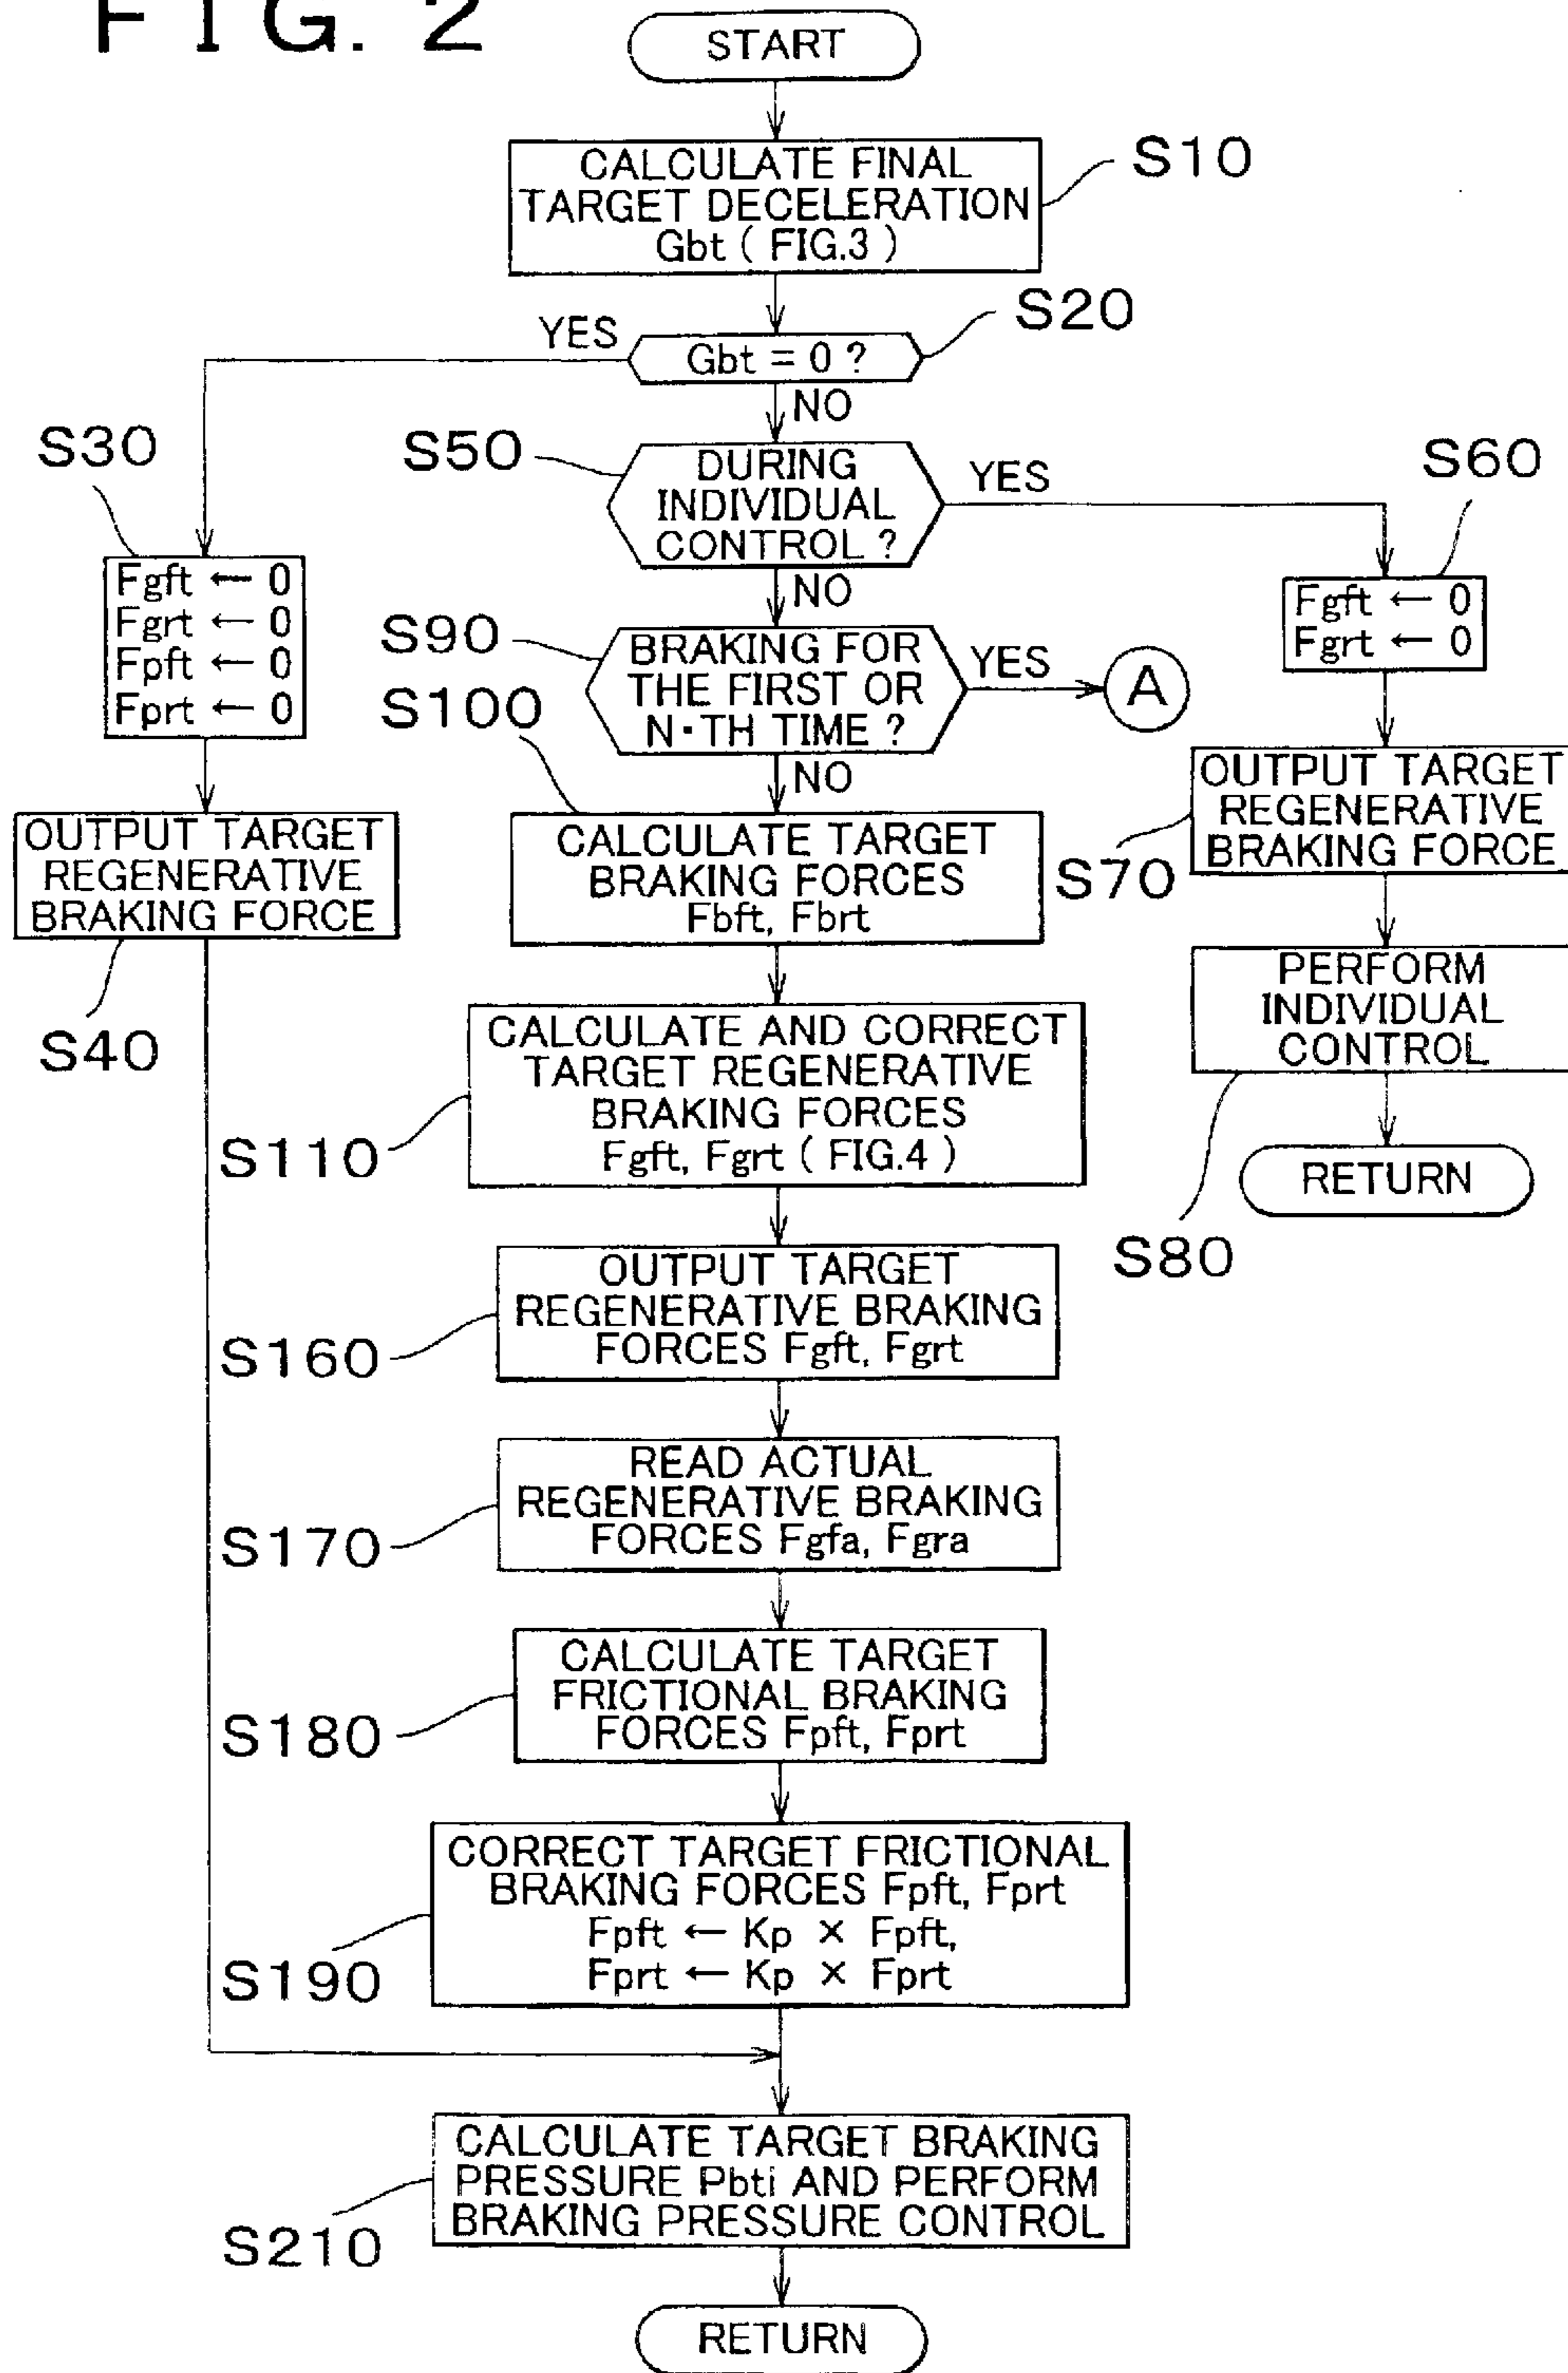 FIG. 2
START
CALCULATE FINAL
TARGET DECELERATION
Gbt ( FIG.3 )
S10
Gbt = 0 ?
S20
YES
NO
S30
Fgft ← 0
Fgrt ← 0
Fpft ← 0
Fprt ← 0
OUTPUT TARGET
REGENERATIVE
BRAKING FORCE
S40
S50
DURING
INDIVIDUAL
CONTROL ?
YES
NO
S60
Fgft ← 0
Fgrt ← 0
OUTPUT TARGET
REGENERATIVE
BRAKING FORCE
S70
PERFORM
INDIVIDUAL
CONTROL
S80
RETURN
S90
BRAKING FOR
THE FIRST OR
N·TH TIME ?
YES
A
NO
S100
CALCULATE TARGET
BRAKING FORCES
Fbft, Fbrt
CALCULATE AND CORRECT
TARGET REGENERATIVE
BRAKING FORCES
Fgft, Fgrt ( FIG.4 )
S110
OUTPUT TARGET
REGENERATIVE BRAKING
FORCES Fgft, Fgrt
S160
READ ACTUAL
REGENERATIVE BRAKING
FORCES Fgfa, Fgra
S170
CALCULATE TARGET
FRICTIONAL BRAKING
FORCES Fpft, Fprt
S180
CORRECT TARGET FRICTIONAL
BRAKING FORCES Fpft, Fprt
Fpft ← Kp × Fpft,
Fprt ← Kp × Fprt
S190
CALCULATE TARGET BRAKING
PRESSURE Pbti AND PERFORM
BRAKING PRESSURE CONTROL
S210
RETURN